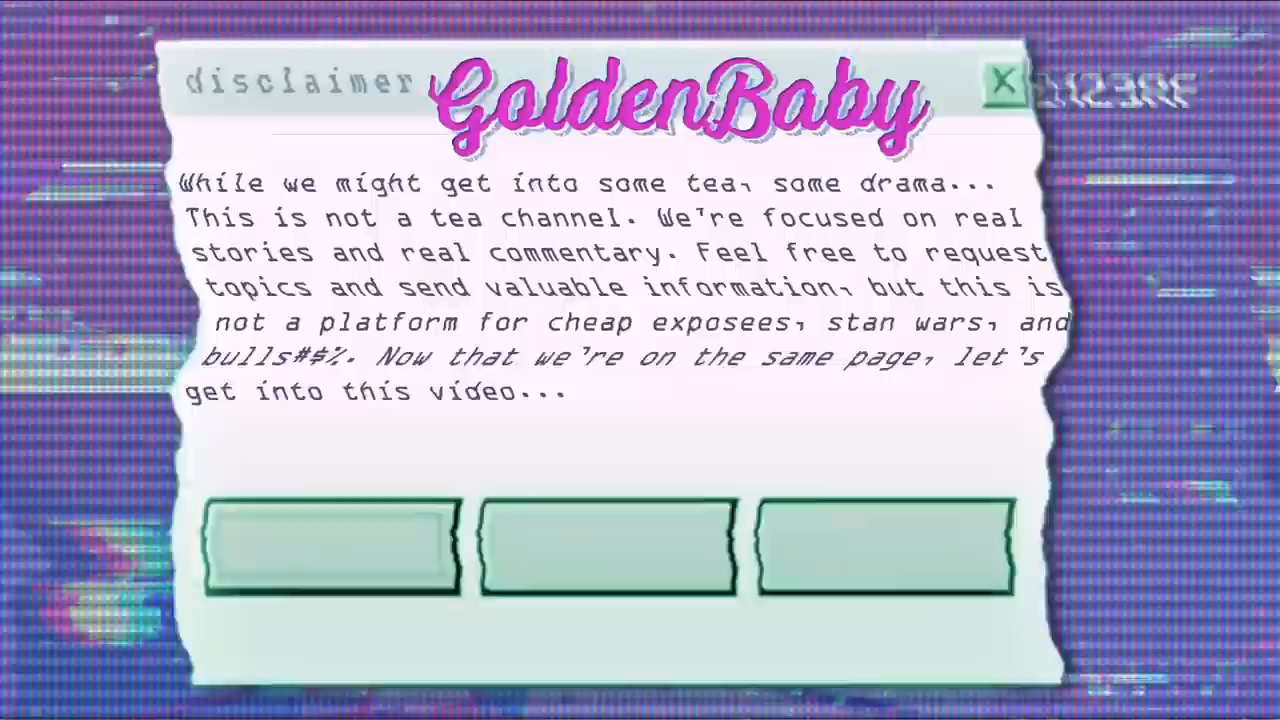 disclaimer
GoldenBaby
X
While we might get into some tea, some drama...
This is not a tea channel. We're focused on real
stories and real commentary. Feel free to request
topics and send valuable information, but this is
not a platform for cheap exposees, stan wars, and
bulls#$%. Now that we're on the same page, let's
get into this video...